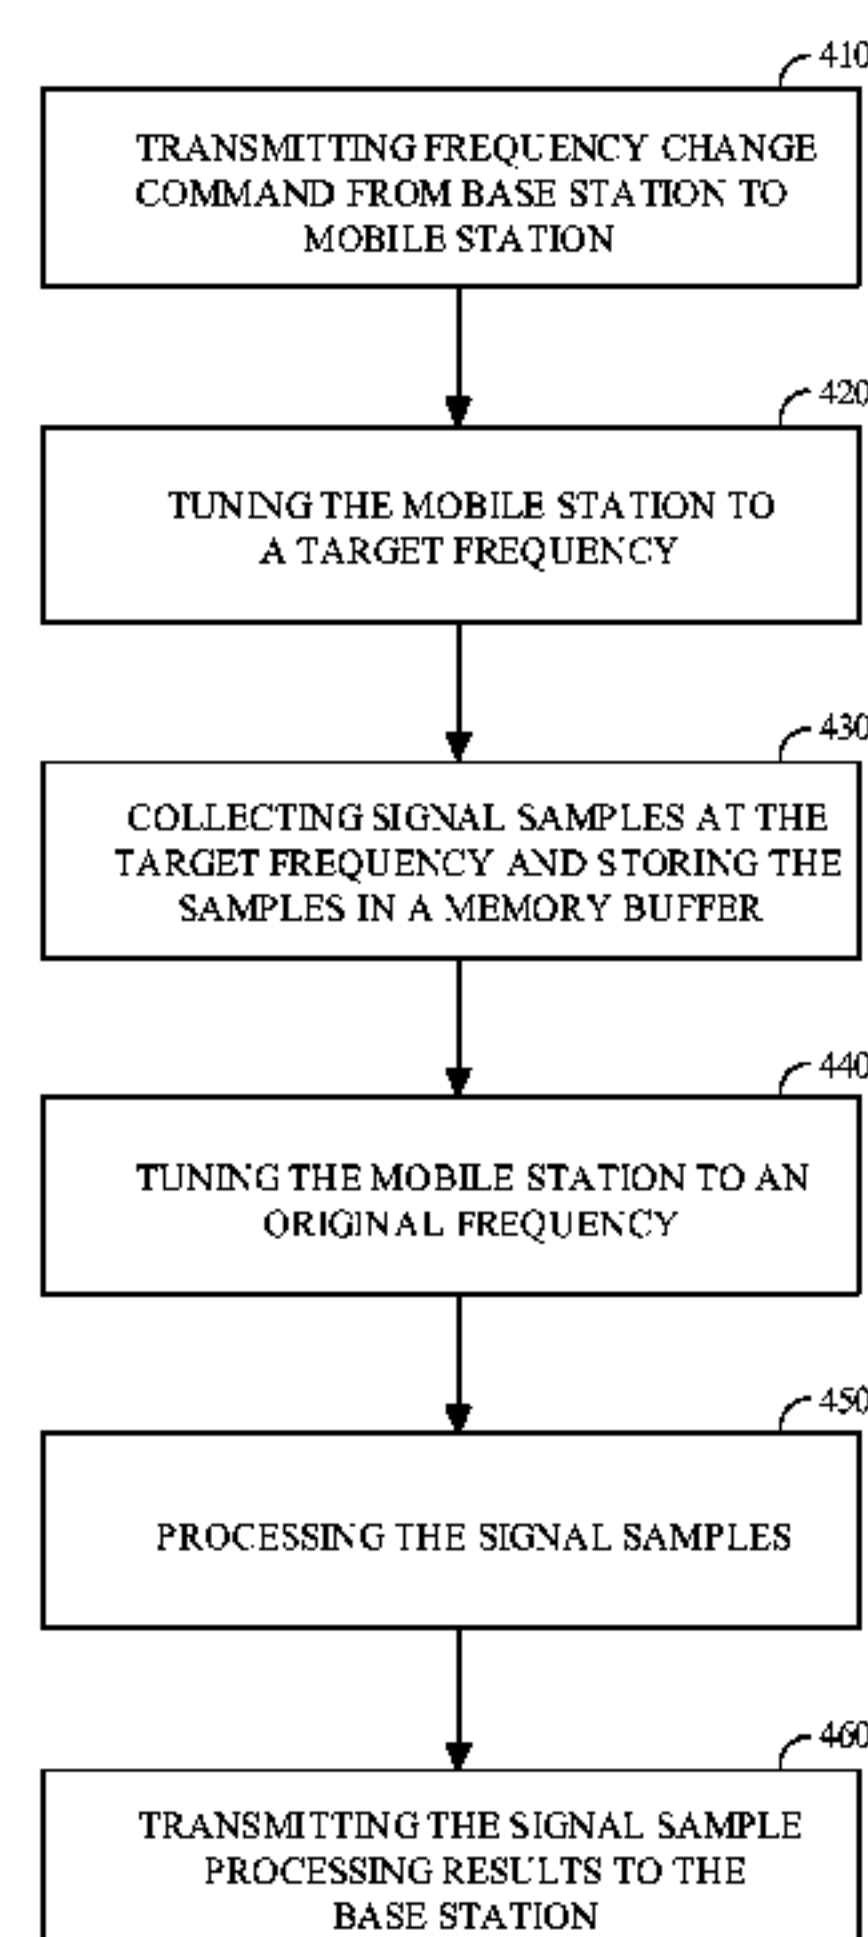 410
TRANSMITTING FREQUENCY CHANGE
COMMAND FROM BASE STATION TO
MOBILE STATION
420
TUNING THE MOBILE STATION TO
A TARGET FREQUENCY
430
COLLECTING SIGNAL SAMPLES AT THE
TARGET FREQUENCY AND STORING THE
SAMPLES IN A MEMORY BUFFER
440
TUNING THE MOBILE STATION TO AN
ORIGINAL FREQUENCY
450
PROCESSING THE SIGNAL SAMPLES
460
TRANSMITTING THE SIGNAL SAMPLE
PROCESSING RESULTS TO THE
BASE STATION